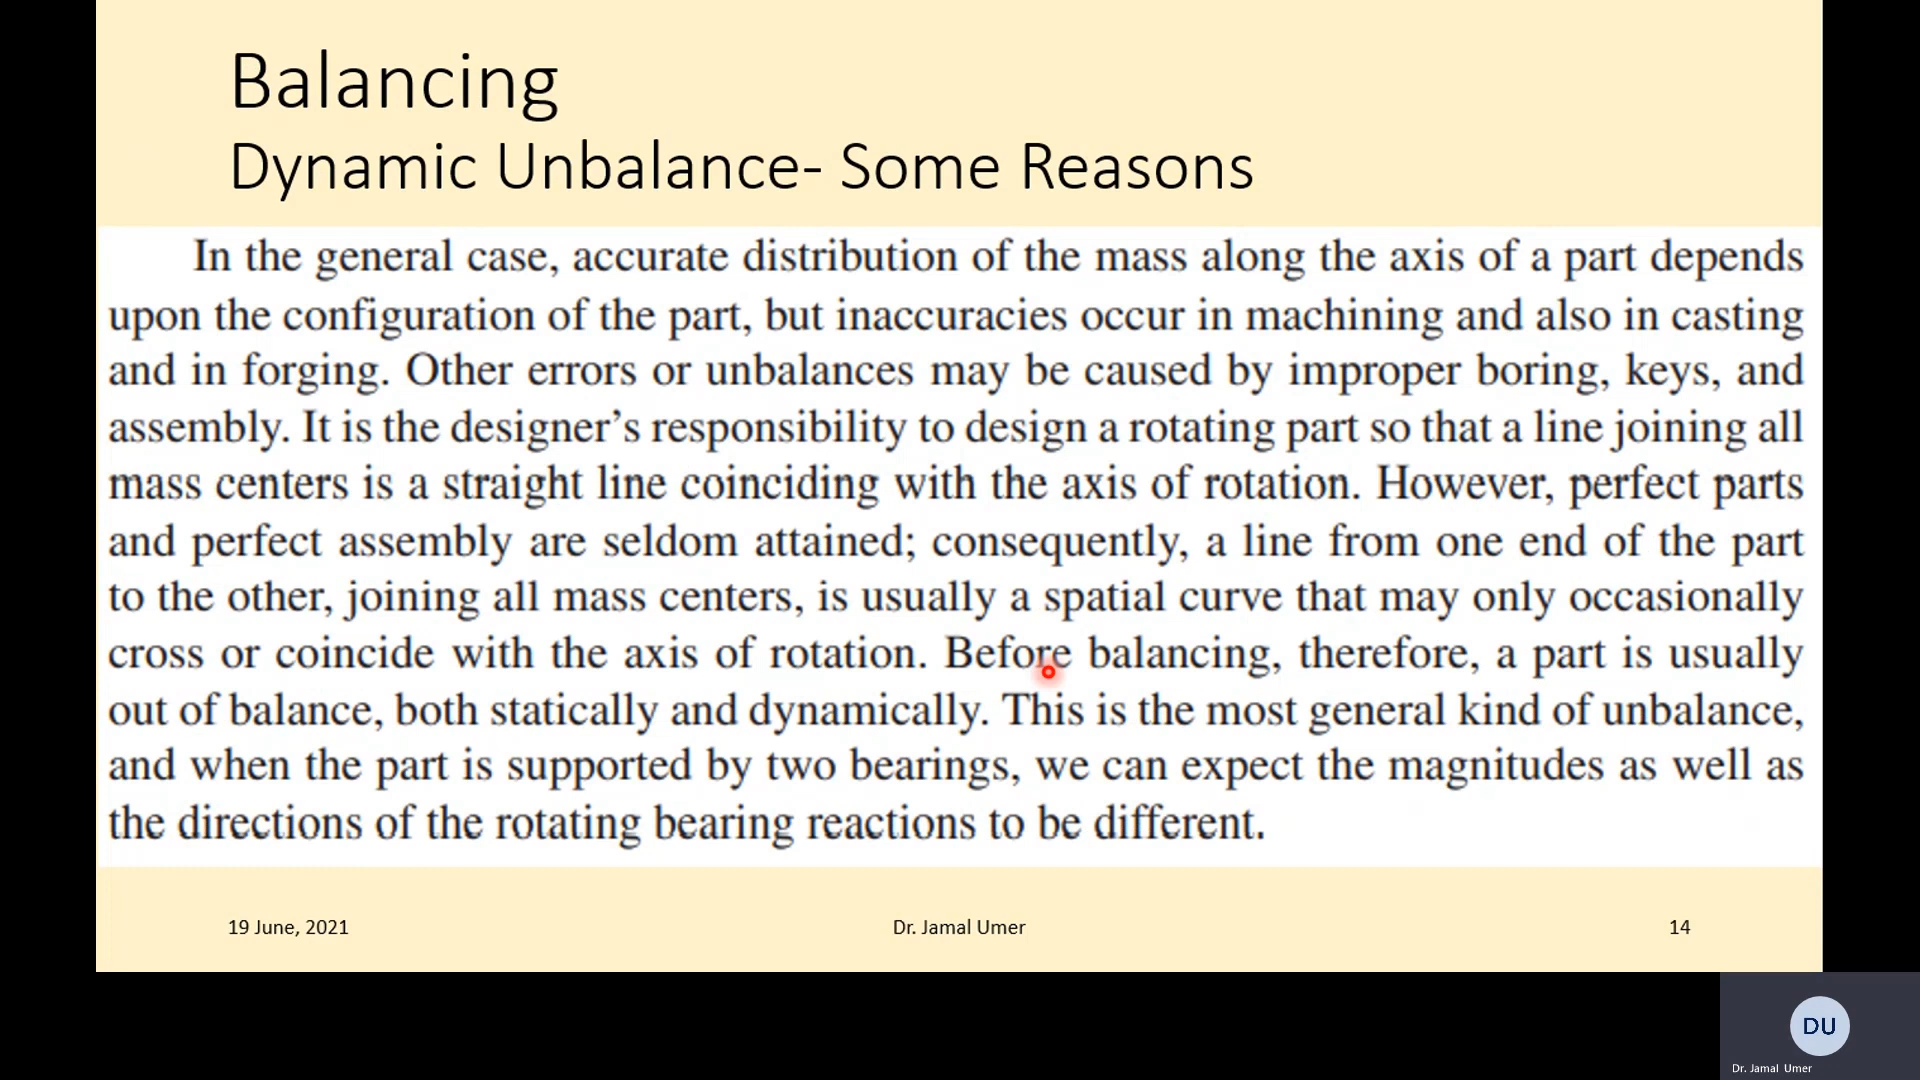 Balancing
Dynamic Unbalance- Some Reasons
In the general case, accurate distribution of the mass along the axis of a part depends
upon the configuration of the part, but inaccuracies occur in machining and also in casting
and in forging. Other errors or unbalances may be caused by improper boring, keys, and
assembly. It is the designer’s responsibility to design a rotating part so that a line joining all
mass centers is a straight line coinciding with the axis of rotation. However, perfect parts
and perfect assembly are seldom attained; consequently, a line from one end of the part
to the other, joining all mass centers, is usually a spatial curve that may only occasionally
cross or coincide with the axis of rotation. Before balancing, therefore, a part is usually
out of balance, both statically and dynamically. This is the most general kind of unbalance,
and when the part is supported by two bearings, we can expect the magnitudes as well as
the directions of the rotating bearing reactions to be different.
19 June, 2021
Dr. Jamal Umer
14
DU
Dr. Jamal Umer